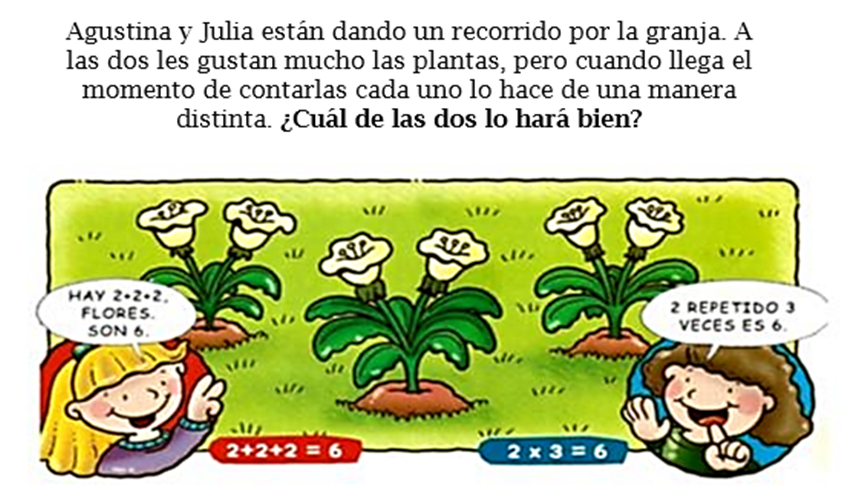 Agustina y Julia están dando un recorrido por la granja. A
las dos les gustan mucho las plantas, pero cuando llega el
momento de contarlas cada uno lo hace de una manera
distinta. ¿Cuál de las dos lo hará bien?
HAY 2+2+2,
FLORES.
SON 6.
2 REPETIDO 3
VECES ES 6.
2+2+2 = 6
2 x 3 = 6